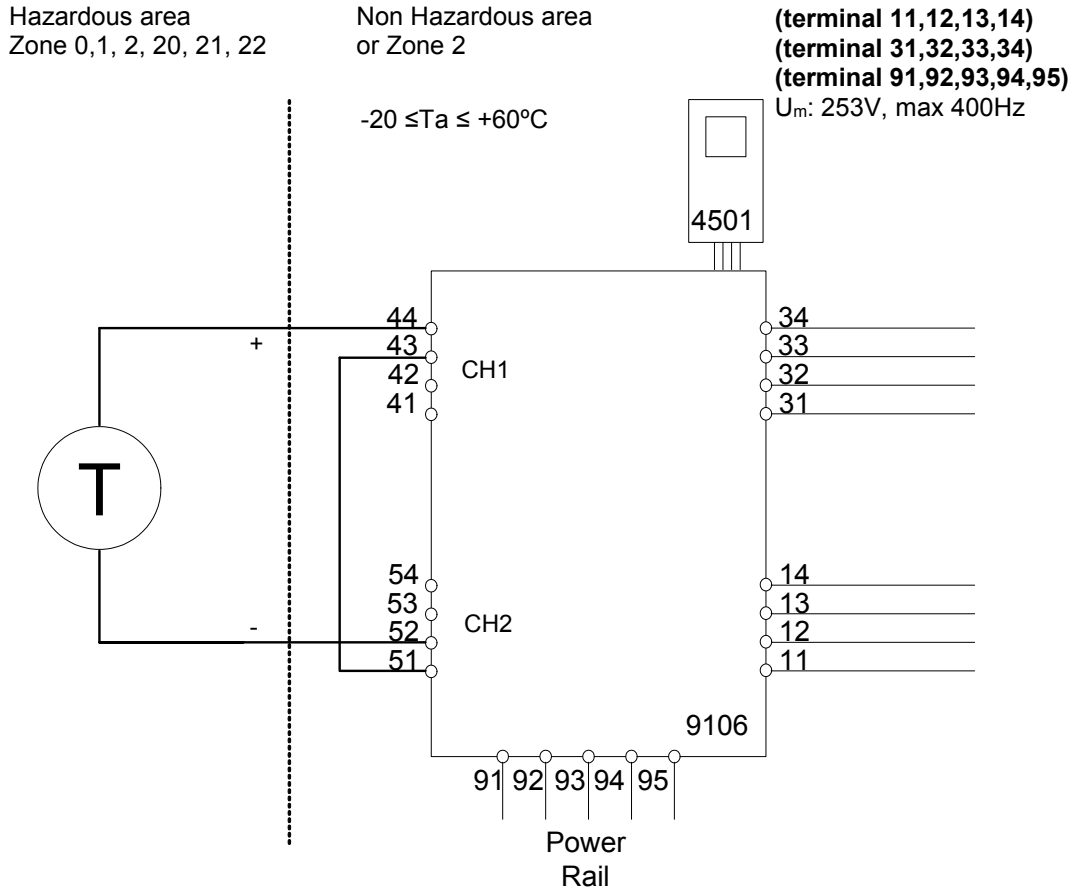 Hazardous area
Zone 0,1, 2, 20, 21, 22
Non Hazardous area
or Zone 2
-20 ≤Ta ≤ +60ºC
(terminal 11,12,13,14)
(terminal 31,32,33,34)
(terminal 91,92,93,94,95)
Um: 253V, max 400Hz
4501
44
43
42
41
CH1
34
33
32
31
+
T
-
54
53
52
51
CH2
14
13
12
11
9106
91 92 93 94 95
Power
Rail